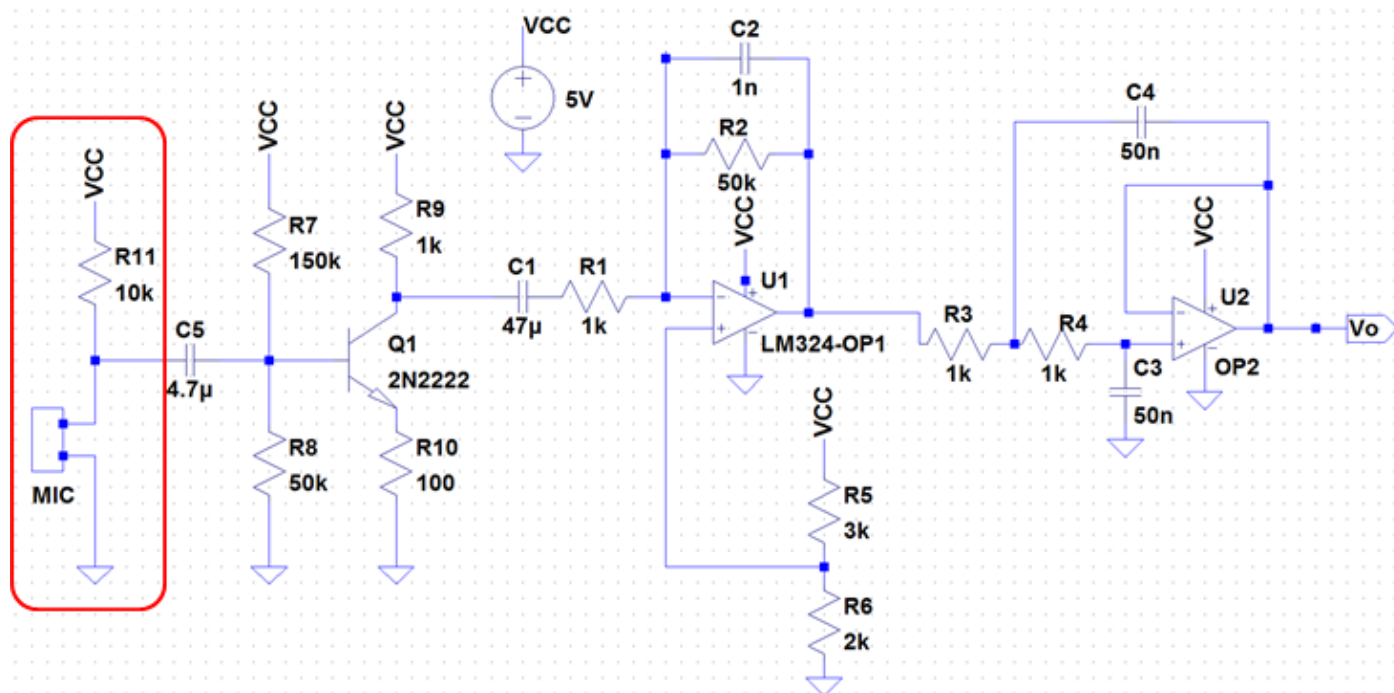 VCC
R11
10k
MIC
C5
4.7µ
VCC
R7
150k
R8
50k
VCC
R9
1k
Q1
2N2222
R10
100
VCC
5V
C1
47µ
R1
1k
C2
1n
R2
50k
VCC
U1
LM324-OP1
VCC
R5
3k
R6
2k
R3
1k
R4
1k
C4
50n
C3
50n
VCC
U2
OP2
Vo